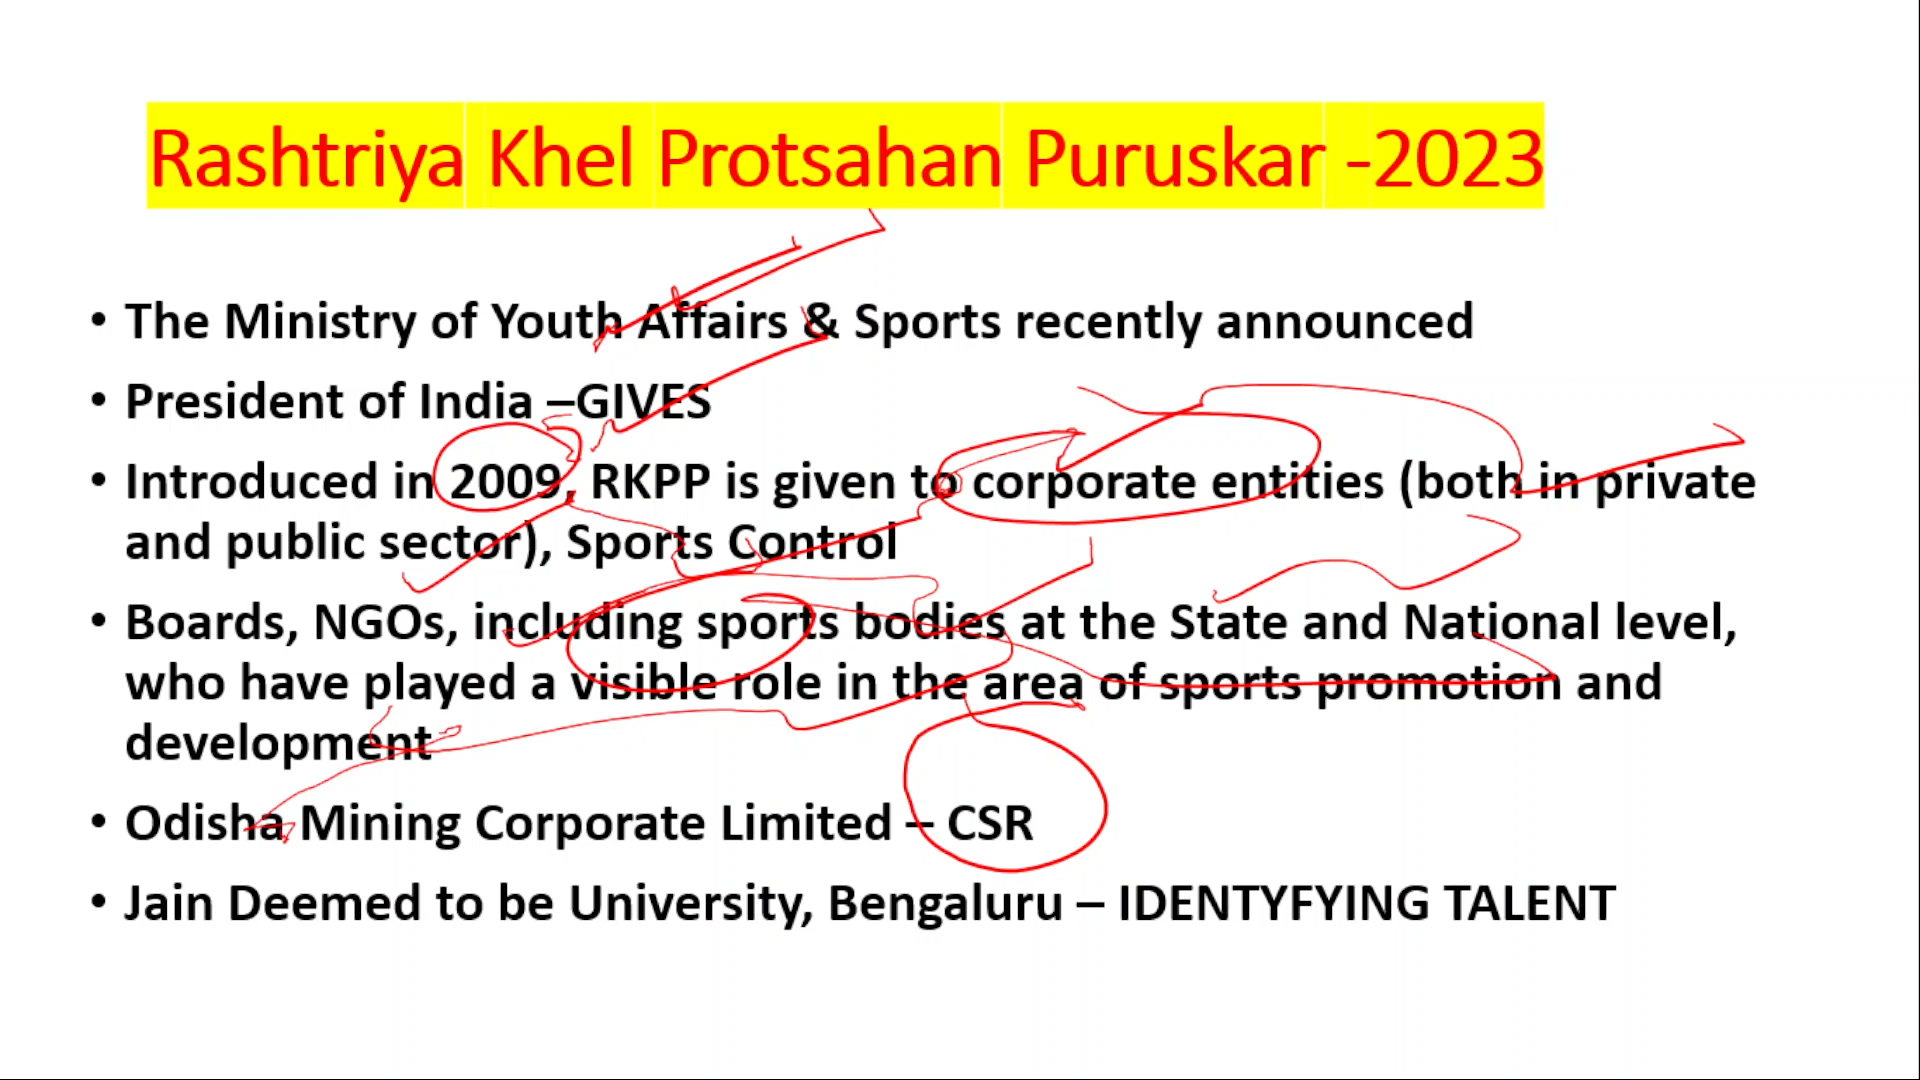 Rashtriya Khel Protsahan Puruskar -2023
• The Ministry of Youth Affairs & Sports recently announced
• President of India –GIVES
• Introduced in 2009, RKPP is given to corporate entities (both in private
and public sector), Sports Control
• Boards, NGOs, including sports bodies at the State and National level,
who have played a visible role in the area of sports promotion and
development
• Odisha Mining Corporate Limited – CSR
• Jain Deemed to be University, Bengaluru – IDENTYFYING TALENT